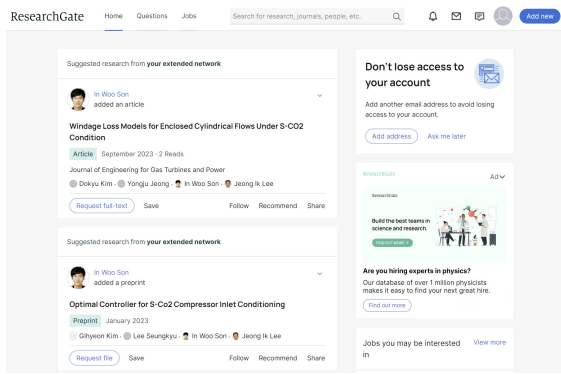 ResearchGate
Home
Questions
Jobs
Search for research, journals, people, etc.
Add new
Suggested research from your extended network
In Woo Son
added an article
Windage Loss Models for Enclosed Cylindrical Flows Under S-CO2
Condition
Article September 2023 · 2 Reads
Journal of Engineering for Gas Turbines and Power
Dokyu Kim · Yongju Jeong · In Woo Son · Jeong Ik Lee
Request full-text
Save
Follow
Recommend
Share
Suggested research from your extended network
In Woo Son
added a preprint
Optimal Controller for S-Co2 Compressor Inlet Conditioning
Preprint January 2023
Gihyeon Kim · Lee Seungkyu · In Woo Son · Jeong Ik Lee
Request file
Save
Follow
Recommend
Share
Don't lose access to
your account
Add another email address to avoid losing
access to your account.
Add address
Ask me later
ResearchGate
Ad
ResearchGate
Build the best teams in
science and research.
FIND OUT MORE
Are you hiring experts in physics?
Our database of over 1 million physicists
makes it easy to find your next great hire.
Find out more
Jobs you may be interested
in
View more